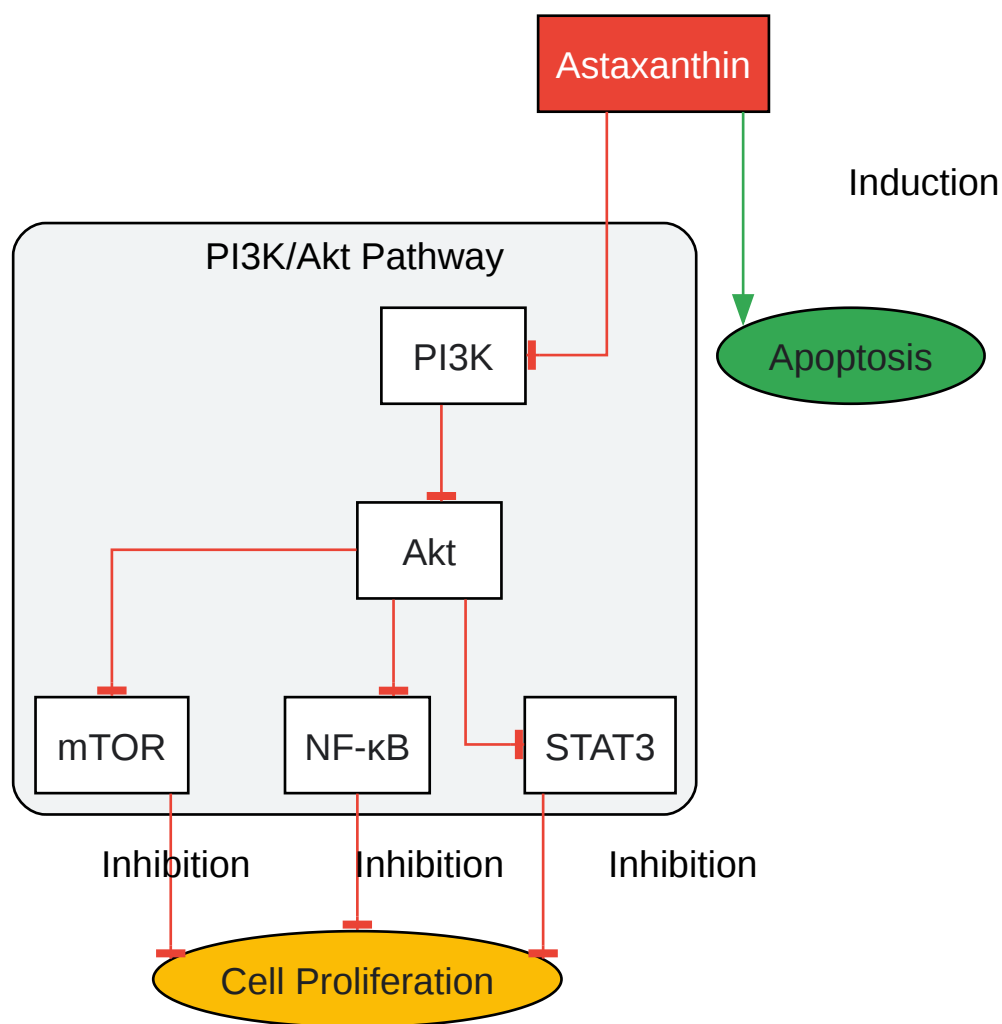 Astaxanthin
Induction
PI3K/Akt Pathway
PI3K
Apoptosis
Akt
mTOR
NF-κB
STAT3
Inhibition
Inhibition
Inhibition
Cell Proliferation